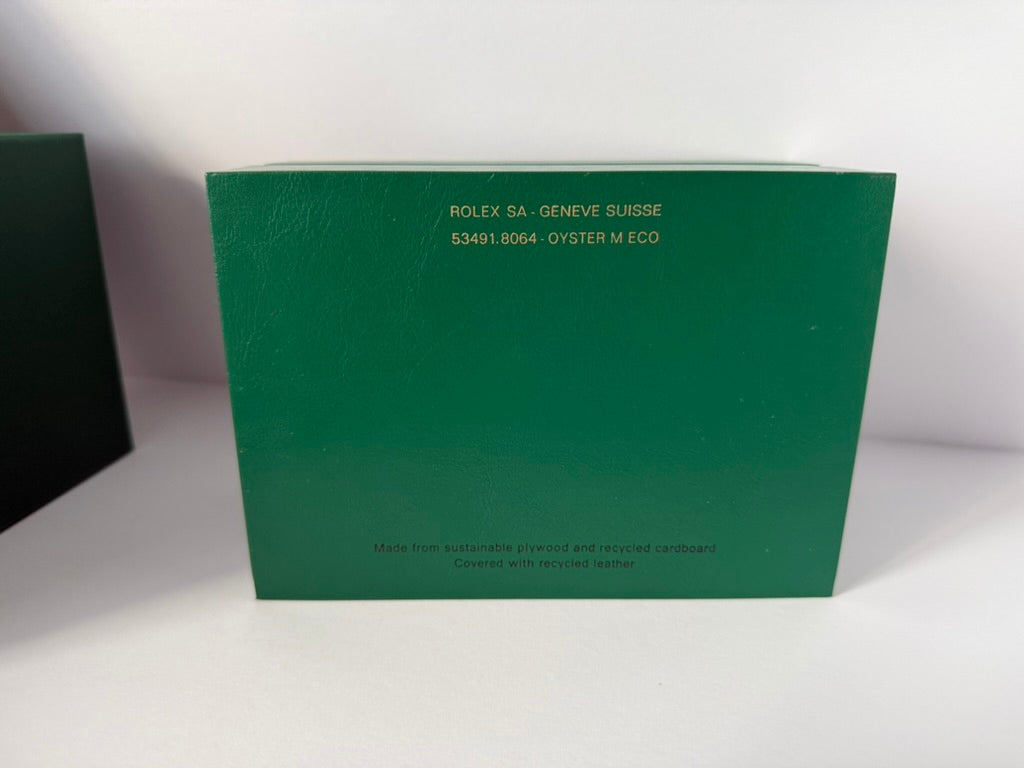 ROLEX SA - GENEVE SUISSE
53491.8064 - OYSTER M ECO
Made from sustainable plywood and recycled cardboard
Covered with recycled leather